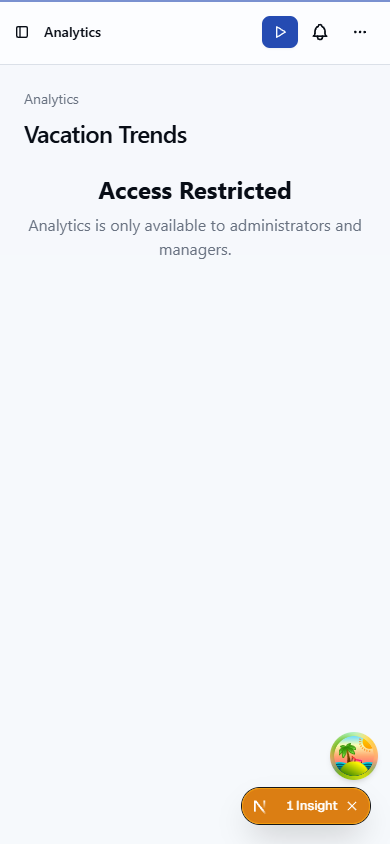 Analytics
Analytics
Vacation Trends
Access Restricted
Analytics is only available to administrators and
managers.
1 Insight